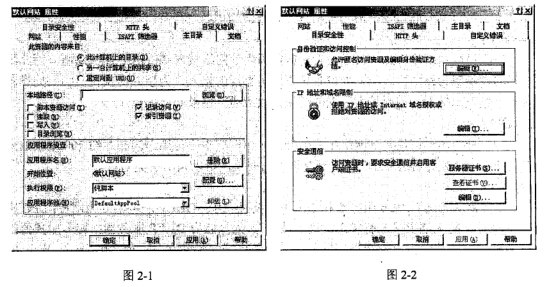 默认网站 属性
目录安全性 HTTP 头 自定义错误
网站 性能 ISAPI 筛选器 主目录 文档
此资源的内容来自:
此计算机上的目录(D)
另一台计算机上的共享(S)
重定向到 URL(U)
本地路径(C): 浏览(O)...
脚本资源访问(T) 记录访问(V)
读取(R) 索引资源(I)
写入(W)
目录浏览(B)
应用程序设置
应用程序名(M): 默认应用程序 删除(E)
开始位置: <默认网站>
执行权限(P): 纯脚本 配置(G)...
应用程序池(N): DefaultAppPool 卸载(L)
确定 取消 应用(A) 帮助
图 2-1
默认网站 属性
网站 性能 ISAPI 筛选器 主目录 文档
目录安全性 HTTP 头 自定义错误
身份验证和访问控制
允许匿名访问资源及编辑身份验证方法。
编辑(E)...
IP 地址和域名限制
使用 IP 地址或 Internet 域名授权或拒绝对资源的访问。
编辑(I)...
安全通信
访问资源时,要求安全通信并启用客户端证书。
服务器证书(S)...
查看证书(V)...
编辑(D)...
确定 取消 应用(A) 帮助
图 2-2